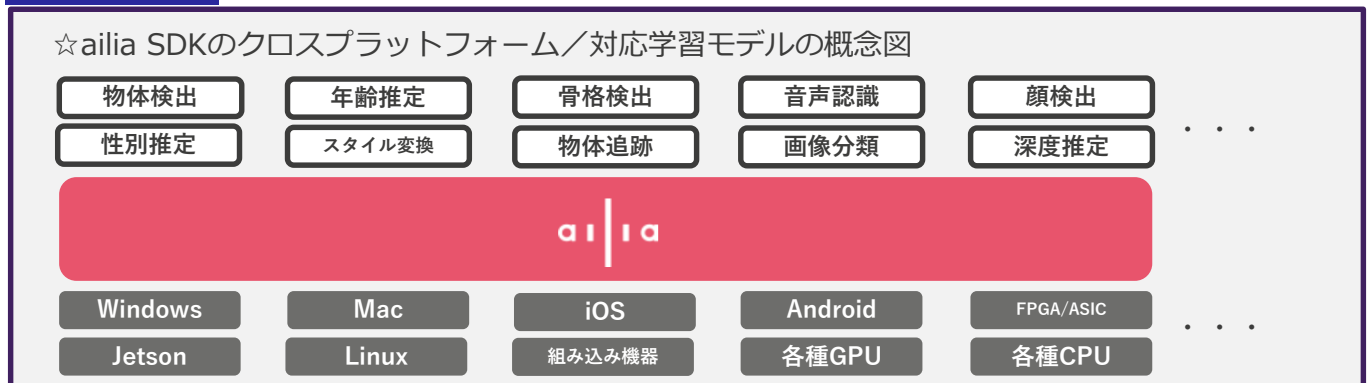 ☆ailia SDKのクロスプラットフォーム／対応学習モデルの概念図
物体検出 年齢推定 骨格検出 音声認識 顔検出
性別推定 スタイル変換 物体追跡 画像分類 深度推定 ・・・
ailia
Windows Mac iOS Android FPGA/ASIC
Jetson Linux 組み込み機器 各種GPU 各種CPU ・・・